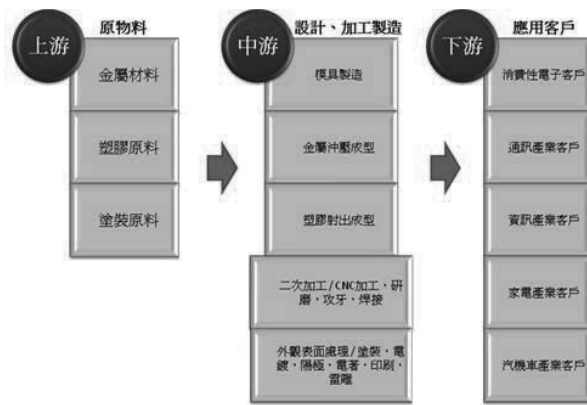 上游
原物料
金屬材料
塑膠原料
塗裝原料
中游
設計、加工製造
模具製造
金屬沖壓成型
塑膠射出成型
二次加工/CNC加工，研
磨，攻牙，焊接
外觀表面處理/塗裝，電
鍍，陽極，電著，印刷，
雷雕
下游
應用客戶
消費性電子客戶
通訊產業客戶
資訊產業客戶
家電產業客戶
汽機車產業客戶